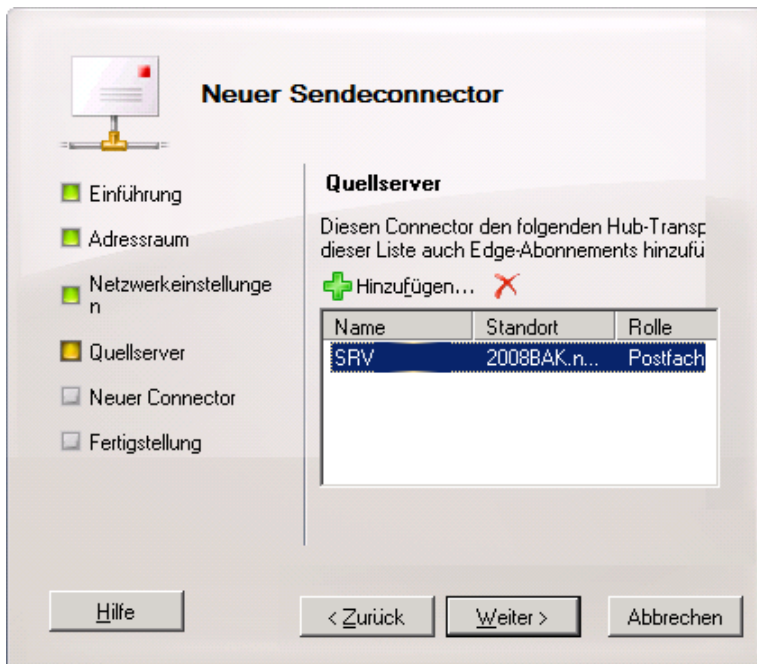 Neuer Sendeconnector
Einführung
Adressraum
Netzwerkeinstellunge
n
Quellserver
Neuer Connector
Fertigstellung
Quellserver
Diesen Connector den folgenden Hub-Transp
dieser Liste auch Edge-Abonnements hinzufü
Hinzufügen...
Name Standort Rolle
SRV 2008BAK.n... Postfach
Hilfe
< Zurück
Weiter >
Abbrechen